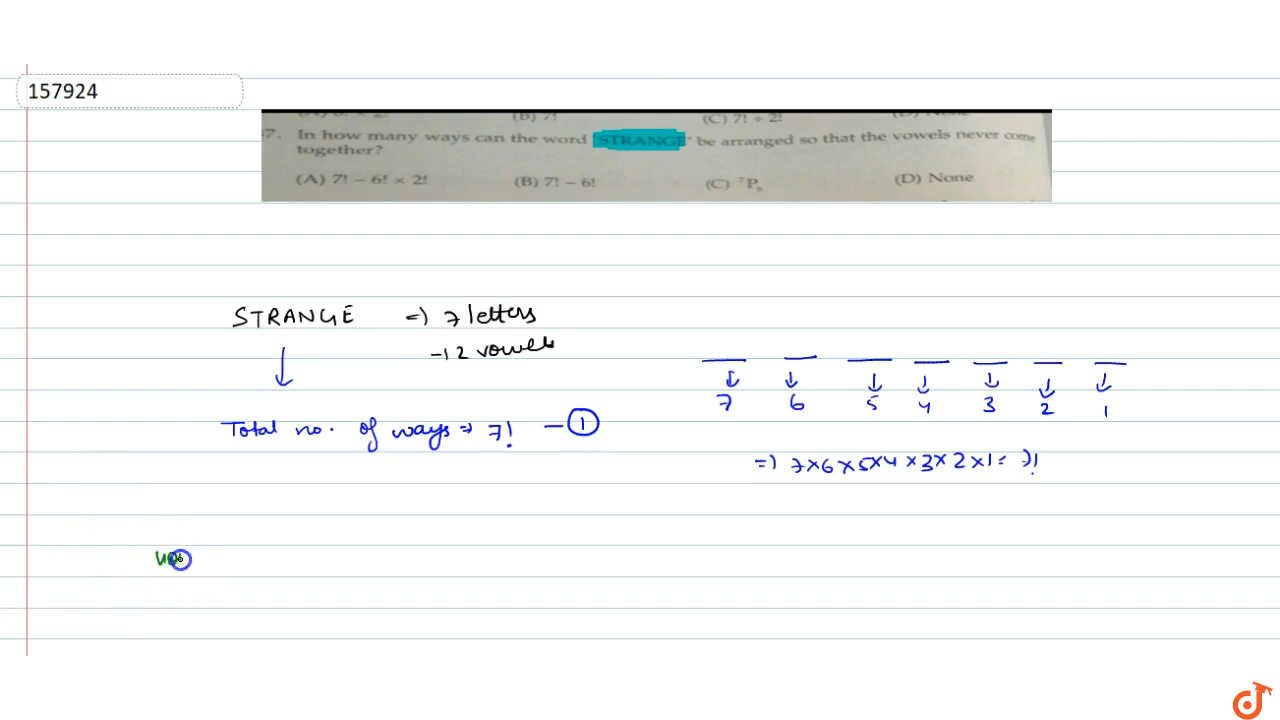 157924
(B) 7! (C) 7! ÷ 2!
7. In how many ways can the word 'STRANGE' be arranged so that the vowels never come
together?
(A) 7! – 6! × 2! (B) 7! – 6! (C) ⁷P₆ (D) None
STRANGE => 7 letters
→ 2 vowels
7 6 5 4 3 2 1
Total no. of ways => 7! — ①
=> 7×6×5×4×3×2×1 = 7!